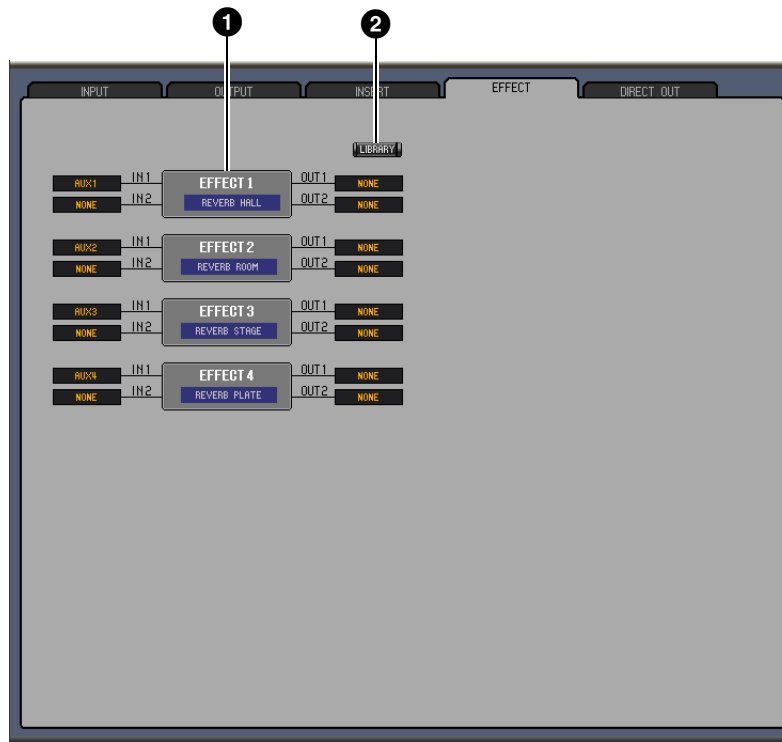 ❶ ❷
INPUT OUTPUT INSERT EFFECT DIRECT OUT
LIBRARY
AUX1 IN1 EFFECT 1 OUT1 NONE
NONE IN2 REVERB HALL OUT2 NONE
AUX2 IN1 EFFECT 2 OUT1 NONE
NONE IN2 REVERB ROOM OUT2 NONE
AUX3 IN1 EFFECT 3 OUT1 NONE
NONE IN2 REVERB STAGE OUT2 NONE
AUX4 IN1 EFFECT 4 OUT1 NONE
NONE IN2 REVERB PLATE OUT2 NONE